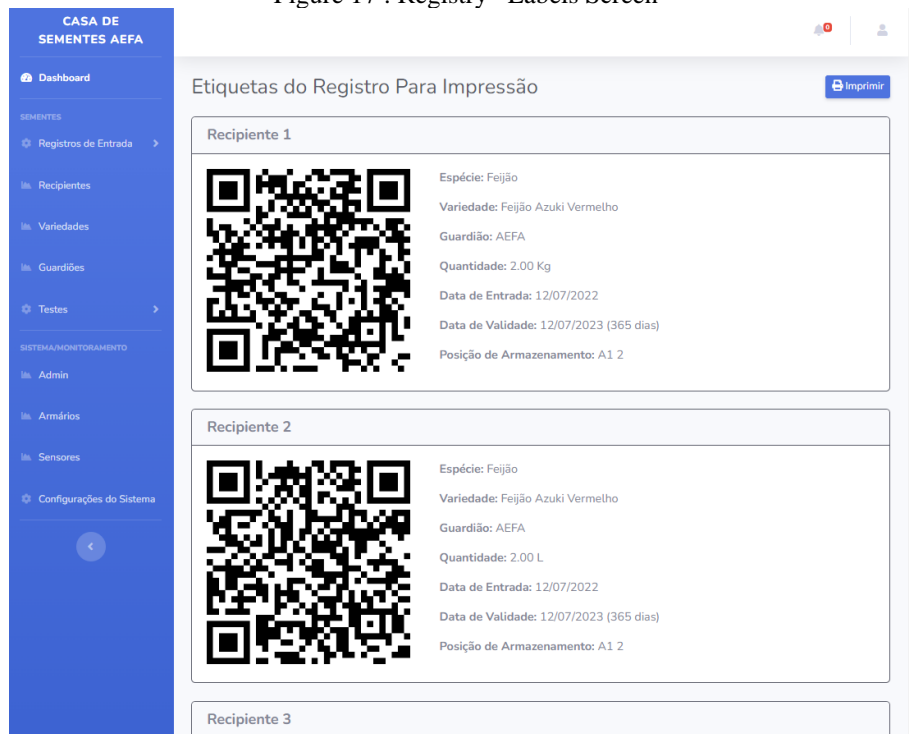 Figure 17 . Registry - Labels Screen
CASA DE
SEMENTES AEFA
0
Dashboard
SEMENTES
Registros de Entrada
Recipientes
Variedades
Guardiões
Testes
SISTEMA/MONITORAMENTO
Admin
Armários
Sensores
Configurações do Sistema
Etiquetas do Registro Para Impressão
Imprimir
Recipiente 1
Espécie: Feijão
Variedade: Feijão Azuki Vermelho
Guardião: AEFA
Quantidade: 2.00 Kg
Data de Entrada: 12/07/2022
Data de Validade: 12/07/2023 (365 dias)
Posição de Armazenamento: A1 2
Recipiente 2
Espécie: Feijão
Variedade: Feijão Azuki Vermelho
Guardião: AEFA
Quantidade: 2.00 L
Data de Entrada: 12/07/2022
Data de Validade: 12/07/2023 (365 dias)
Posição de Armazenamento: A1 2
Recipiente 3